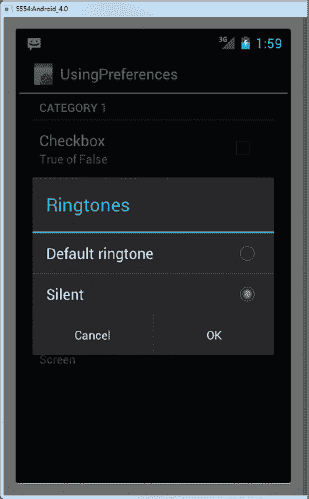 5554:Android_4.0
3G 1:59
UsingPreferences
CATEGORY 1
Checkbox
True of False
Ringtones
Default ringtone
Silent
Cancel OK
Screen